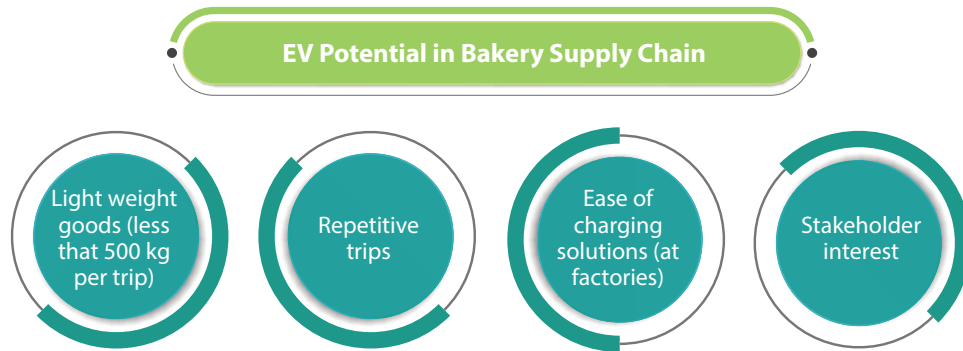 EV Potential in Bakery Supply Chain
Light weight
goods (less
that 500 kg
per trip)
Repetitive
trips
Ease of
charging
solutions (at
factories)
Stakeholder
interest